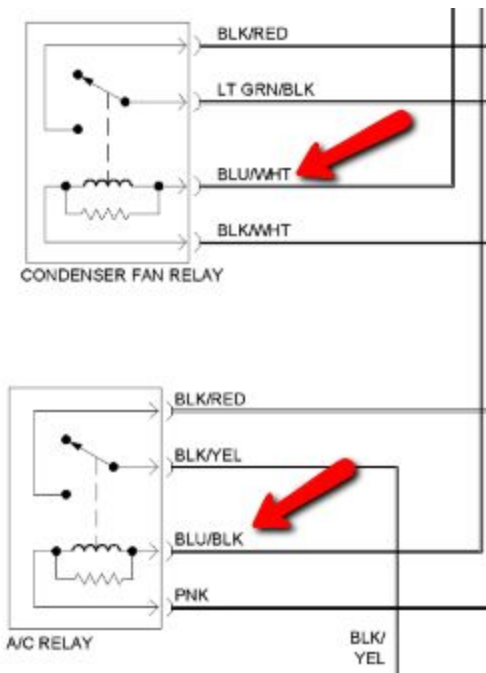 BLK/RED
LT GRN/BLK
BLU/WHT
BLK/WHT
CONDENSER FAN RELAY
BLK/RED
BLK/YEL
BLU/BLK
PNK
A/C RELAY
BLK/
YEL